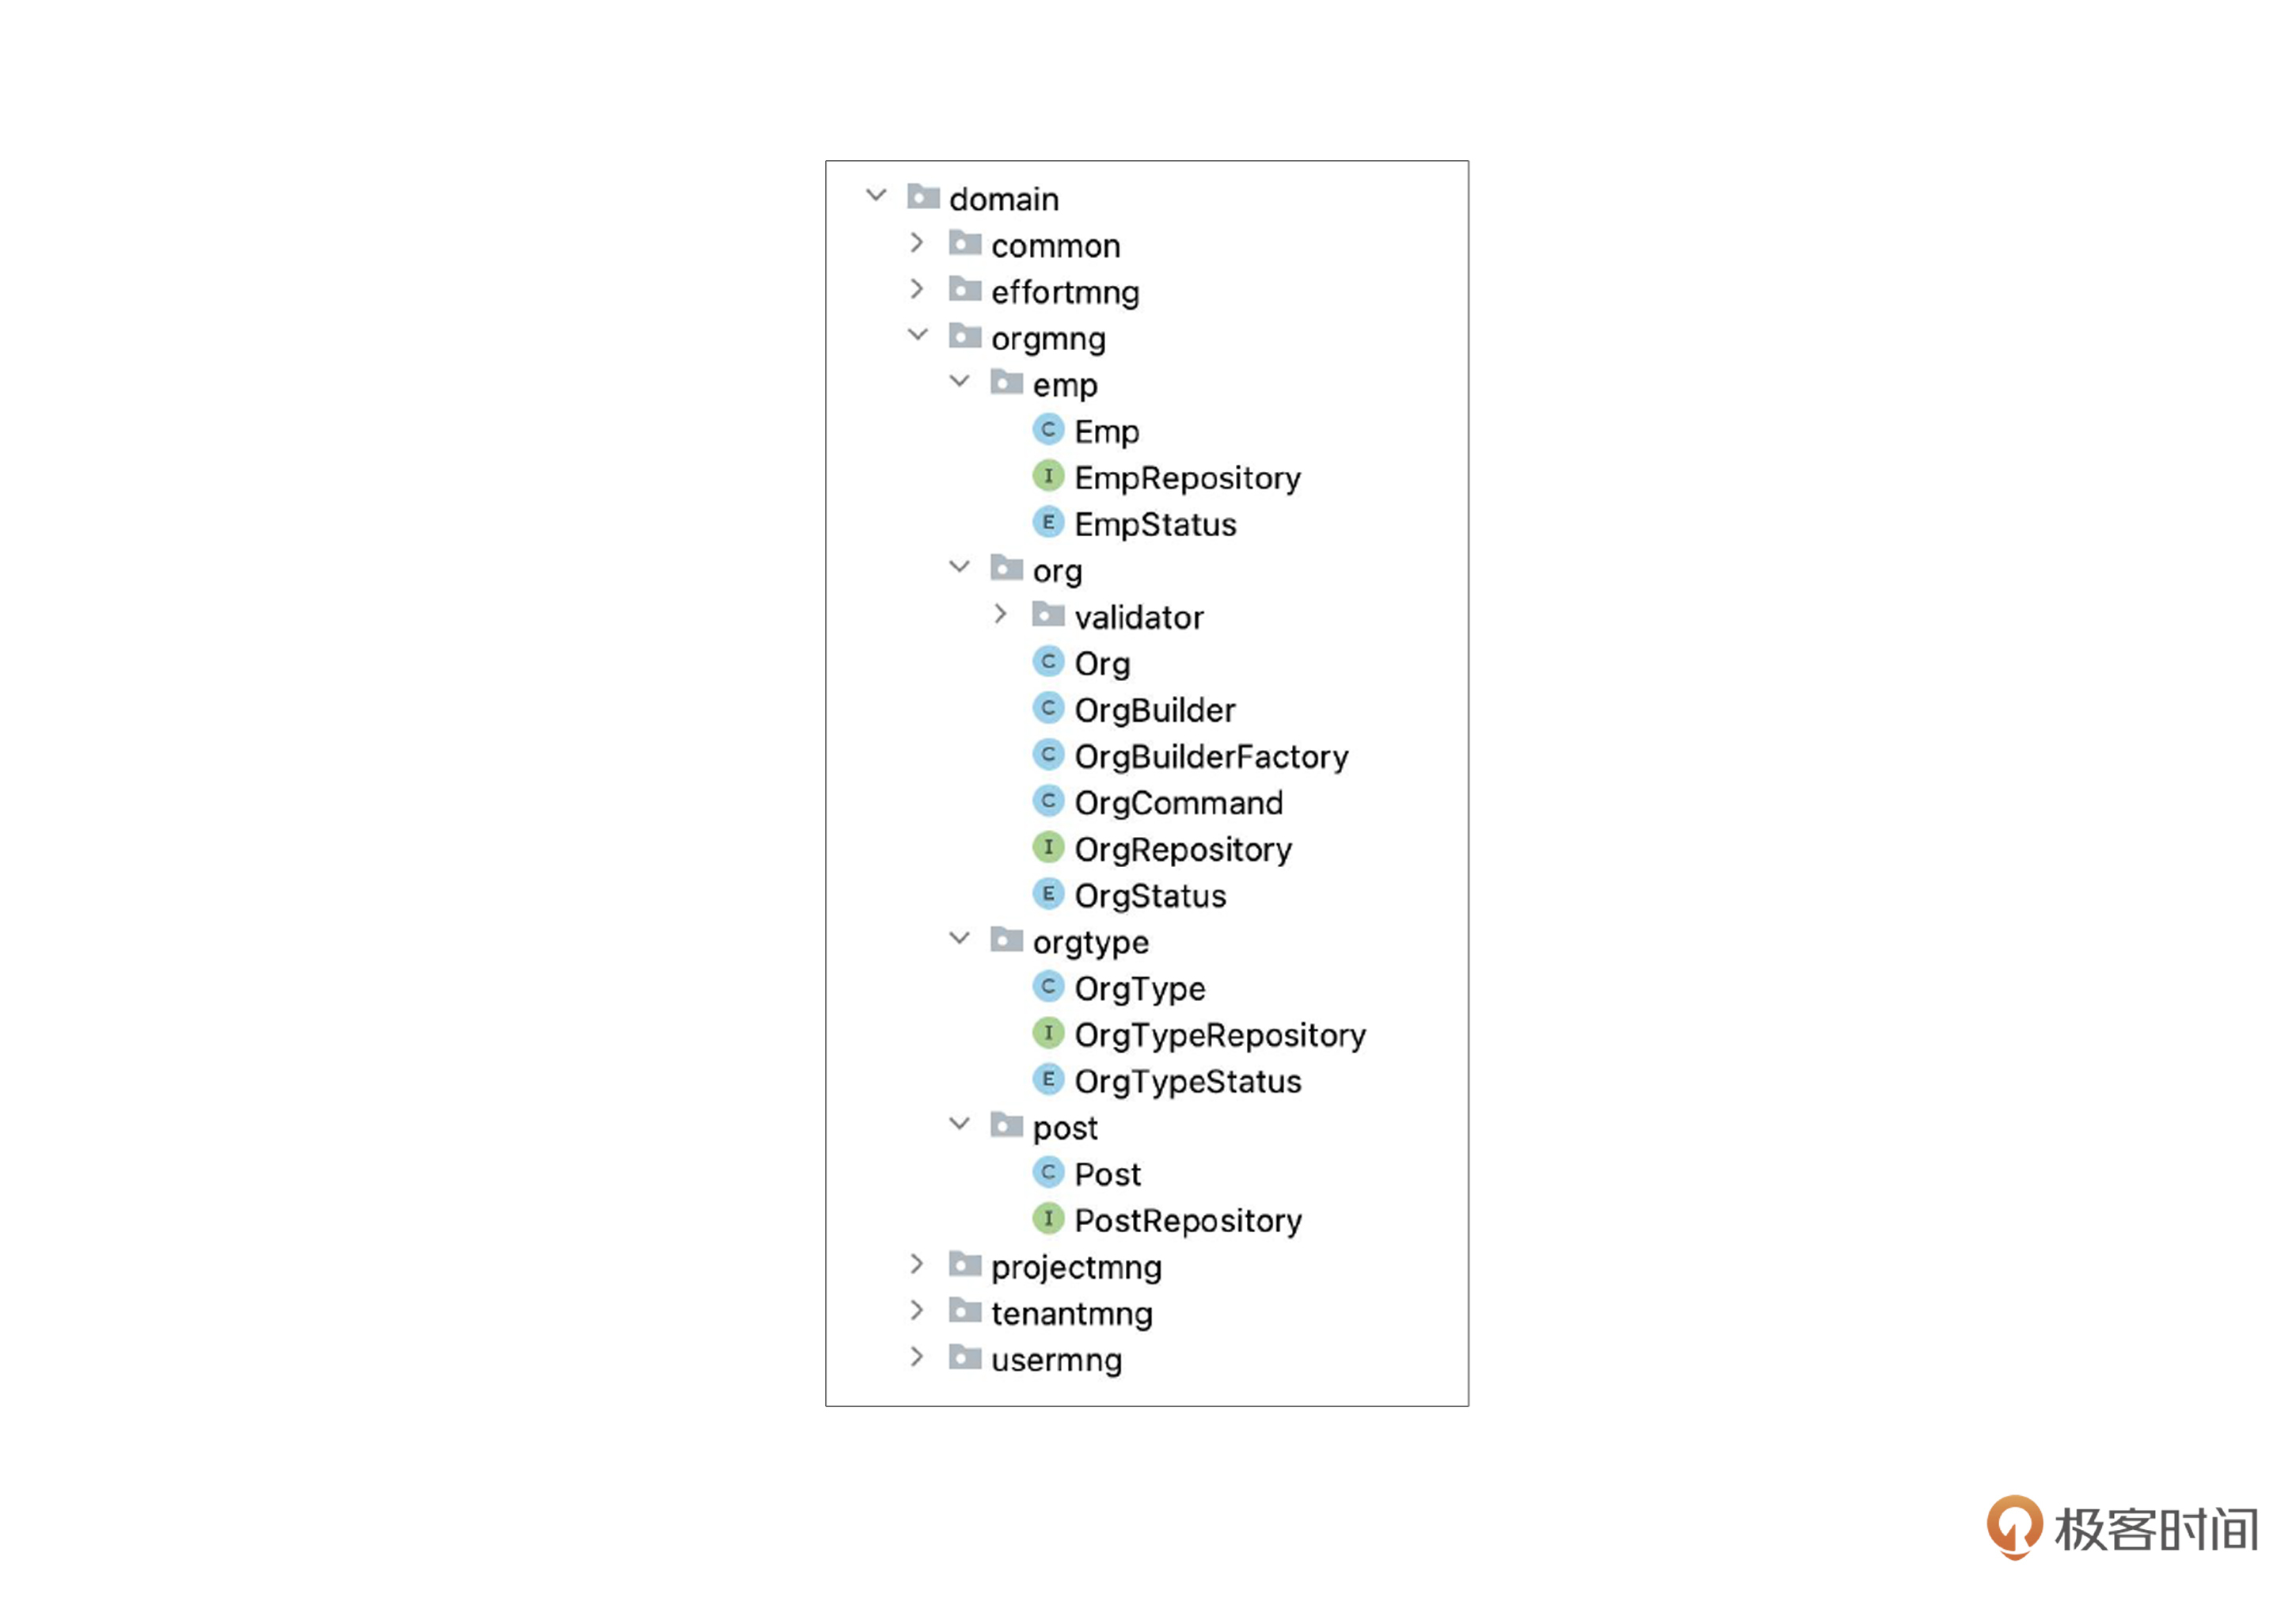 domain
common
effortmng
orgmng
emp
C Emp
I EmpRepository
E EmpStatus
org
validator
C Org
C OrgBuilder
C OrgBuilderFactory
C OrgCommand
I OrgRepository
E OrgStatus
orgtype
C OrgType
I OrgTypeRepository
E OrgTypeStatus
post
C Post
I PostRepository
projectmng
tenantmng
usermng
极客时间